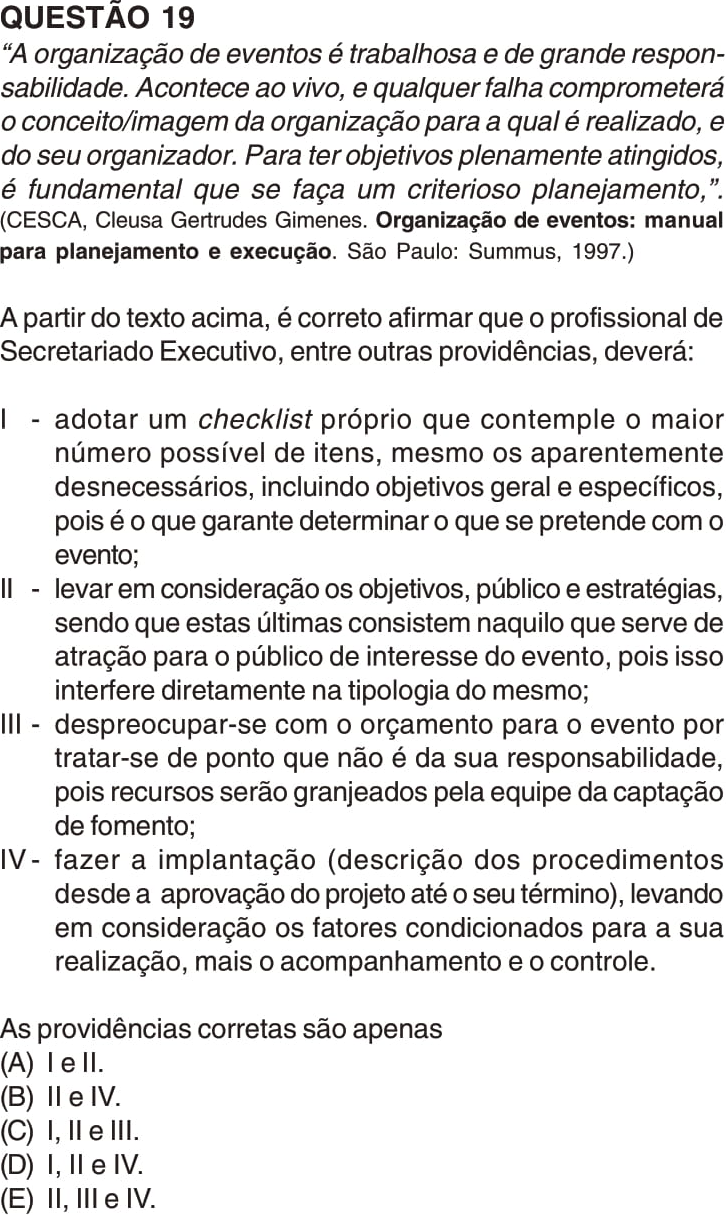 QUESTÃO 19
“A organização de eventos é trabalhosa e de grande respon-
sabilidade. Acontece ao vivo, e qualquer falha comprometerá
o conceito/imagem da organização para a qual é realizado, e
do seu organizador. Para ter objetivos plenamente atingidos,
é fundamental que se faça um criterioso planejamento,”.
(CESCA, Cleusa Gertrudes Gimenes. Organização de eventos: manual
para planejamento e execução. São Paulo: Summus, 1997.)
A partir do texto acima, é correto afirmar que o profissional de
Secretariado Executivo, entre outras providências, deverá:
I - adotar um checklist próprio que contemple o maior
número possível de itens, mesmo os aparentemente
desnecessários, incluindo objetivos geral e específicos,
pois é o que garante determinar o que se pretende com o
evento;
II - levar em consideração os objetivos, público e estratégias,
sendo que estas últimas consistem naquilo que serve de
atração para o público de interesse do evento, pois isso
interfere diretamente na tipologia do mesmo;
III - despreocupar-se com o orçamento para o evento por
tratar-se de ponto que não é da sua responsabilidade,
pois recursos serão granjeados pela equipe da captação
de fomento;
IV - fazer a implantação (descrição dos procedimentos
desde a aprovação do projeto até o seu término), levando
em consideração os fatores condicionados para a sua
realização, mais o acompanhamento e o controle.
As providências corretas são apenas
(A) I e II.
(B) II e IV.
(C) I, II e III.
(D) I, II e IV.
(E) II, III e IV.